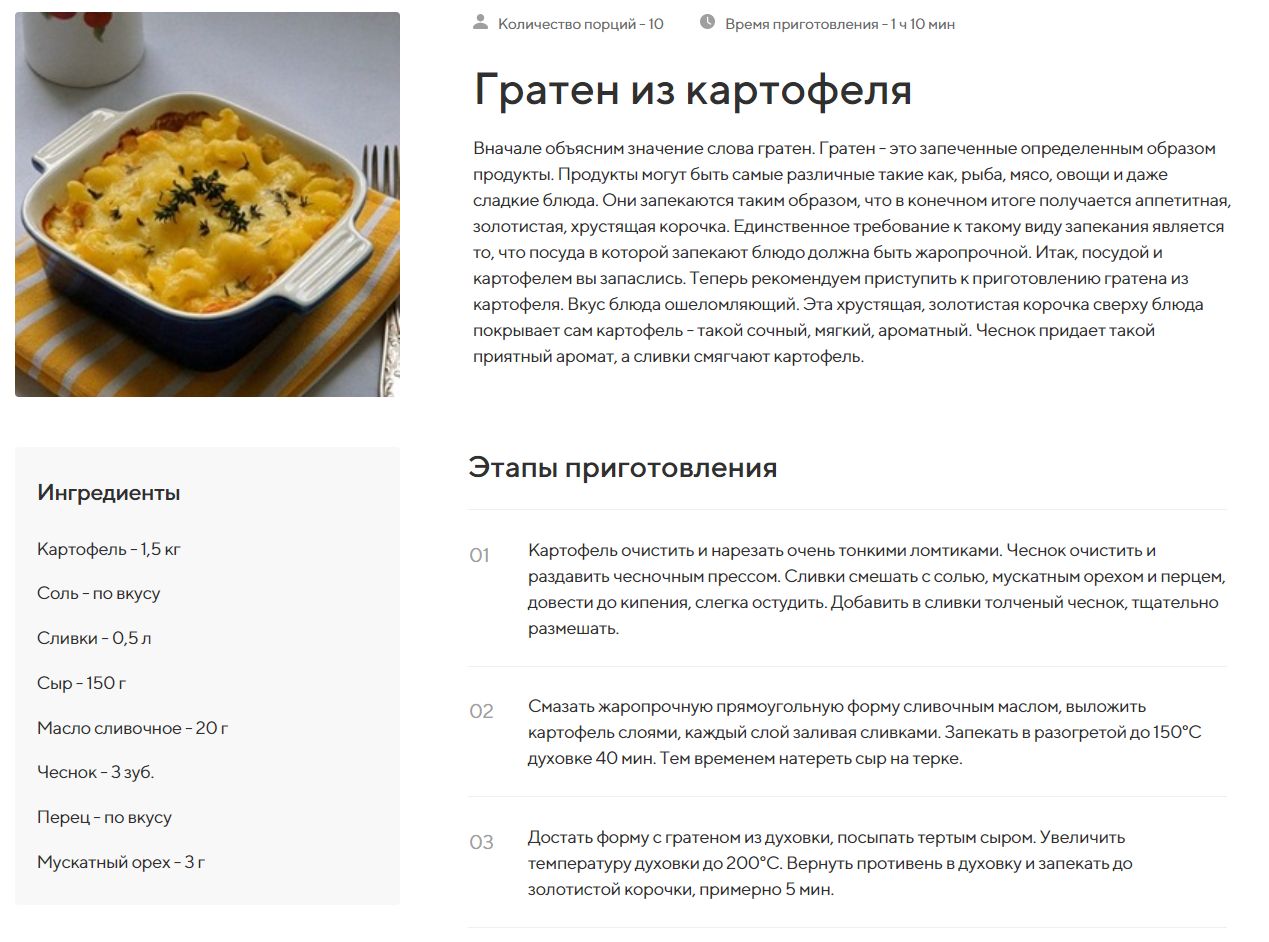 Количество порций - 10
Время приготовления - 1 ч 10 мин
Гратен из картофеля
Вначале объясним значение слова гратен. Гратен - это запеченные определенным образом
продукты. Продукты могут быть самые различные такие как, рыба, мясо, овощи и даже
сладкие блюда. Они запекаются таким образом, что в конечном итоге получается аппетитная,
золотистая, хрустящая корочка. Единственное требование к такому виду запекания является
то, что посуда в которой запекают блюдо должна быть жаропрочной. Итак, посудой и
картофелем вы запаслись. Теперь рекомендуем приступить к приготовлению гратена из
картофеля. Вкус блюда ошеломляющий. Эта хрустящая, золотистая корочка сверху блюда
покрывает сам картофель - такой сочный, мягкий, ароматный. Чеснок придает такой
приятный аромат, а сливки смягчают картофель.
Ингредиенты
Картофель - 1,5 кг
Соль - по вкусу
Сливки - 0,5 л
Сыр - 150 г
Масло сливочное - 20 г
Чеснок - 3 зуб.
Перец - по вкусу
Мускатный орех - 3 г
Этапы приготовления
01
Картофель очистить и нарезать очень тонкими ломтиками. Чеснок очистить и
раздавить чесночным прессом. Сливки смешать с солью, мускатным орехом и перцем,
довести до кипения, слегка остудить. Добавить в сливки толченый чеснок, тщательно
размешать.
02
Смазать жаропрочную прямоугольную форму сливочным маслом, выложить
картофель слоями, каждый слой заливая сливками. Запекать в разогретой до 150°C
духовке 40 мин. Тем временем натереть сыр на терке.
03
Достать форму с гратеном из духовки, посыпать тертым сыром. Увеличить
температуру духовки до 200°C. Вернуть противень в духовку и запекать до
золотистой корочки, примерно 5 мин.